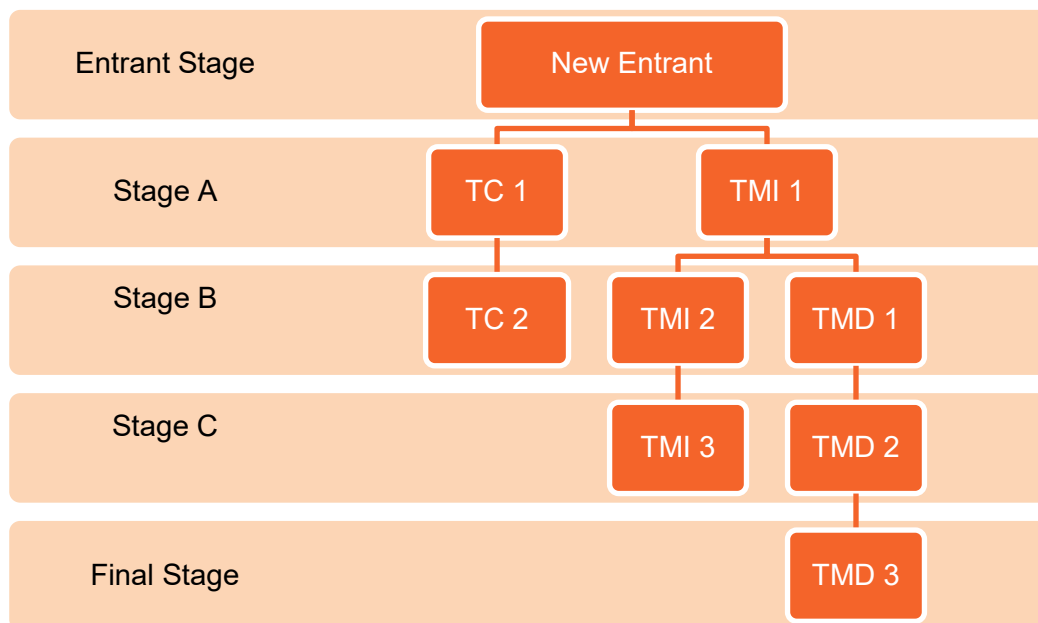 Entrant Stage
New Entrant
Stage A
TC 1
TMI 1
Stage B
TC 2
TMI 2
TMD 1
Stage C
TMI 3
TMD 2
Final Stage
TMD 3